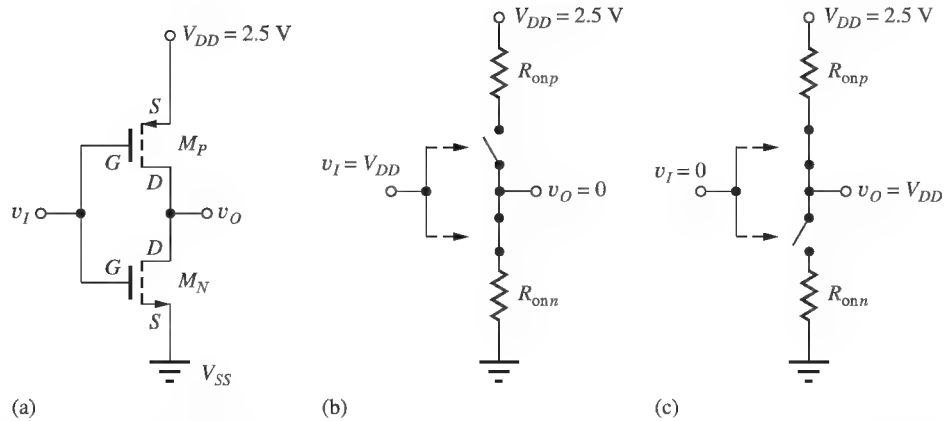 V_DD = 2.5 V
S
M_P
G
D
v_I
v_O
D
G
M_N
S
V_SS
(a)
V_DD = 2.5 V
R_onp
v_I = V_DD
v_O = 0
R_onn
(b)
V_DD = 2.5 V
R_onp
v_I = 0
v_O = V_DD
R_onn
(c)